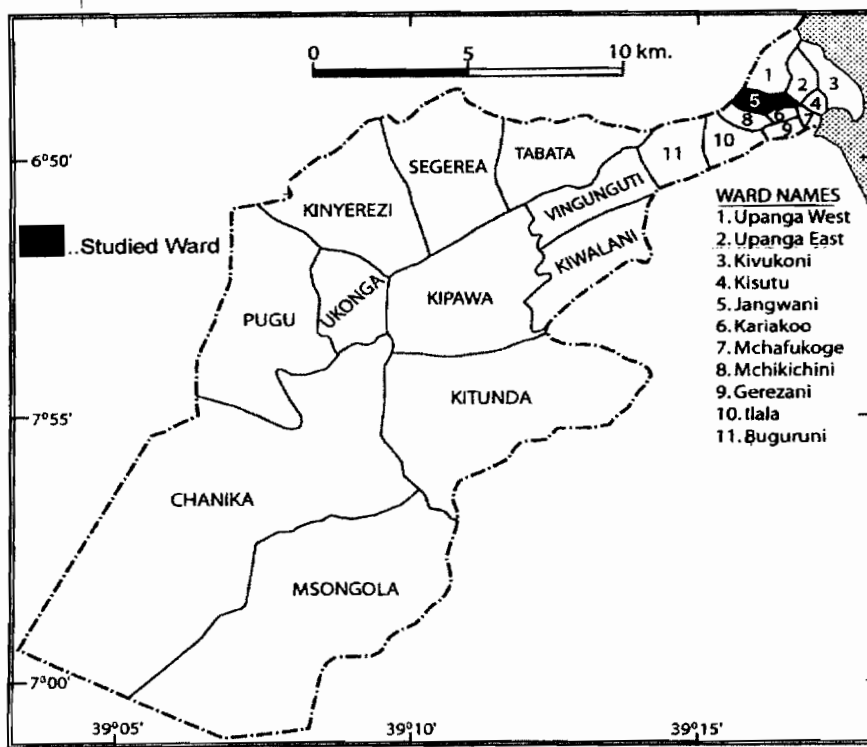 0 5 10 km.
1
2
3
5
4
6
8
7
9
10
11
6°50'
SEGEREA
TABATA
KINYEREZI
VINGUNGUTI
..Studied Ward
KIWALANI
UKONGA
KIPAWA
PUGU
WARD NAMES
1. Upanga West
2. Upanga East
3. Kivukoni
4. Kisutu
5. Jangwani
6. Kariakoo
7. Mchafukoge
8. Mchikichini
9. Gerezani
10. Ilala
11. Buguruni
7°55'
KITUNDA
CHANIKA
MSONGOLA
7°00'
39°05' 39°10' 39°15'